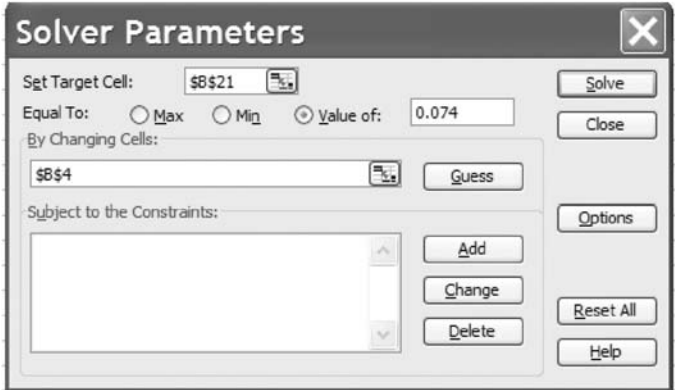 Solver Parameters
Set Target Cell: $B$21 Solve
Equal To: Max Min Value of: 0.074 Close
By Changing Cells:
$B$4 Guess
Subject to the Constraints: Options
Add
Change
Reset All
Delete
Help